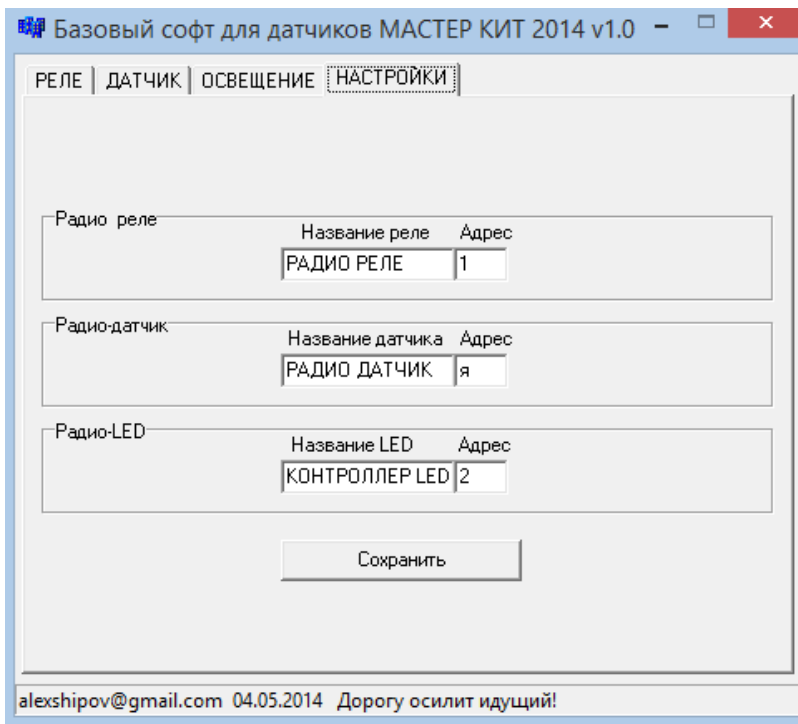 Базовый софт для датчиков МАСТЕР КИТ 2014 v1.0
РЕЛЕ ДАТЧИК ОСВЕЩЕНИЕ НАСТРОЙКИ
Радио реле
Название реле Адрес
РАДИО РЕЛЕ 1
Радио-датчик
Название датчика Адрес
РАДИО ДАТЧИК я
Радио-LED
Название LED Адрес
КОНТРОЛЛЕР LED 2
Сохранить
alexshipov@gmail.com 04.05.2014 Дорогу осилит идущий!